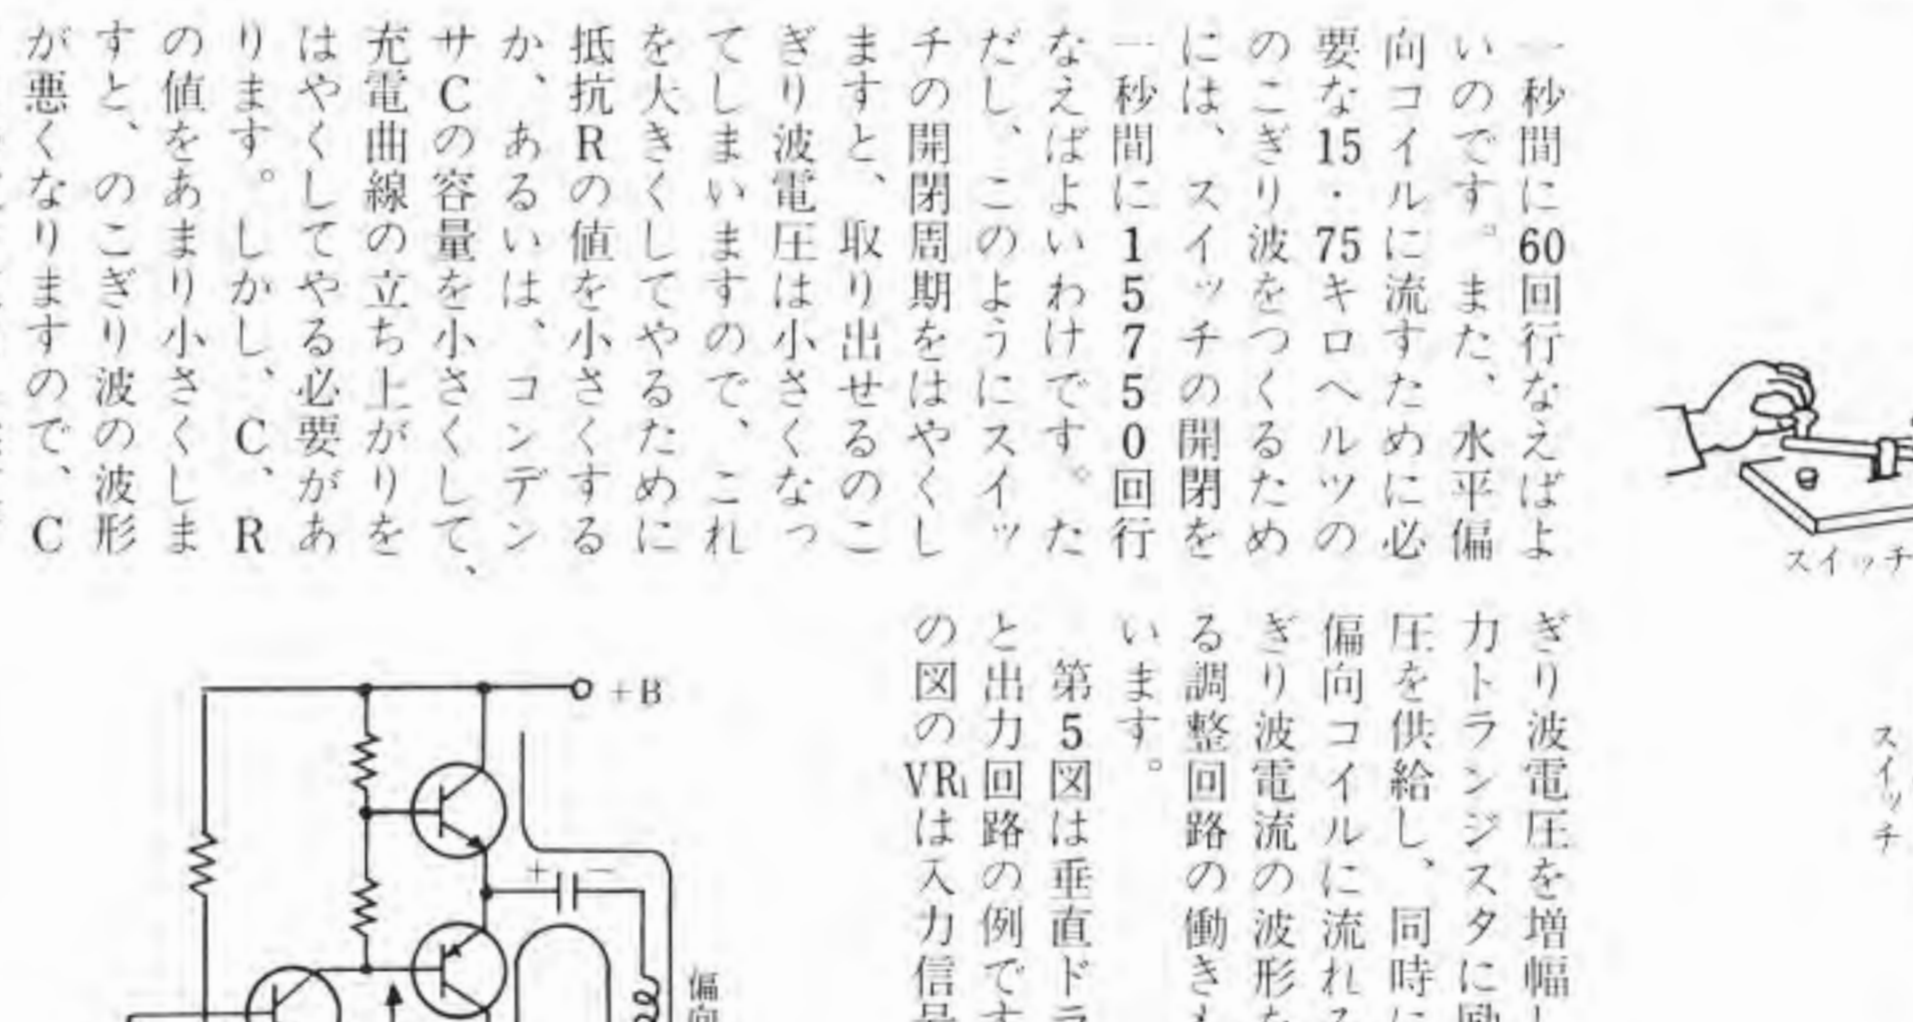 一秒間に60回行なえばよ
いのです。また、水平偏
向コイルに流すために必
要な15・75キロヘルツの
のこぎり波をつくるため
には、スイッチの開閉を
一秒間に15750回行
なえばよいわけです。た
だし、このようにスイッ
チの開閉周期をはやくし
ますと、取り出せるのこ
ぎり波電圧は小さくなっ
てしまいますので、これ
を大きくしてやるために
抵抗Rの値を小さくする
か、あるいは、コンデン
サCの容量を小さくして、
充電曲線の立ち上がりを
はやくしてやる必要があ
ります。しかし、C、R
の値をあまり小さくしま
すと、のこぎり波の波形
が悪くなりますので、C
スイッチ
スイッチ
ぎり波電圧を増幅し
力トランジスタに励
圧を供給し、同時に
偏向コイルに流れる
ぎり波電流の波形を
る調整回路の働きも
います。
第5図は垂直ドラ
と出力回路の例です
の図のVR₁は入力信号
+B
+ −
偏向